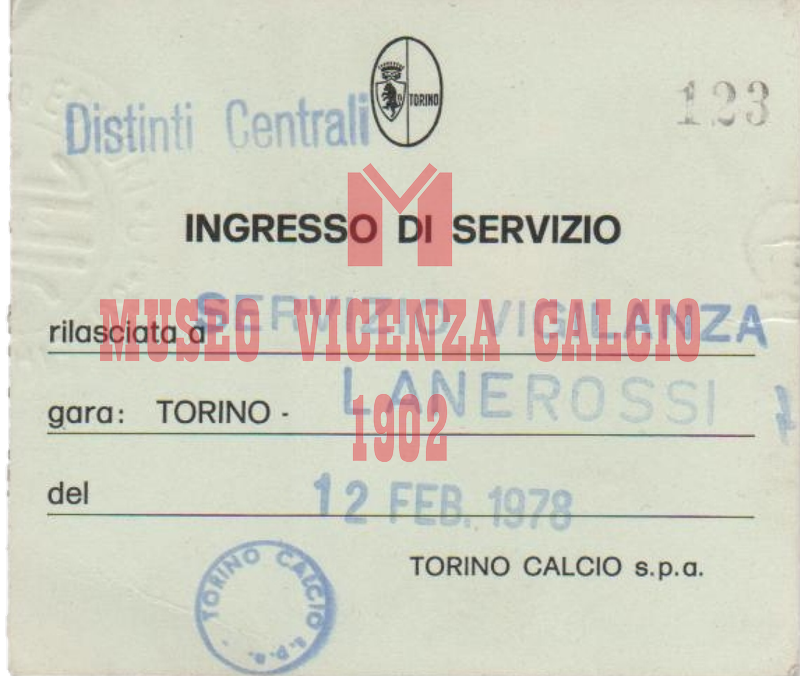 TORINO
Distinti Centrali
123
INGRESSO DI SERVIZIO
rilasciata a SERVIZIO VIGILANZA
MUSEO VICENZA CALCIO
gara: TORINO - LANEROSSI
1902
del 12 FEB. 1978
TORINO CALCIO s.p.a.
TORINO CALCIO s.p.a.